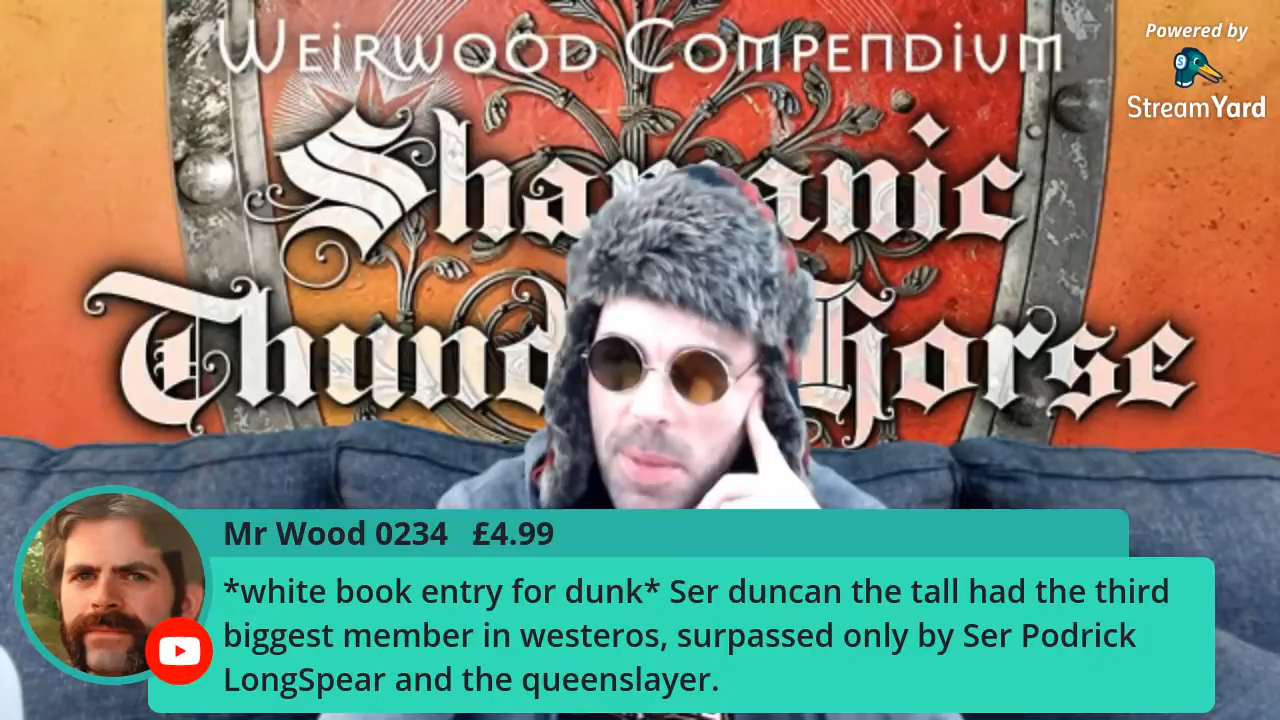 Weirwood Compendium
Powered by
StreamYard
Mr Wood 0234 £4.99
*white book entry for dunk* Ser duncan the tall had the third
biggest member in westeros, surpassed only by Ser Podrick
LongSpear and the queenslayer.